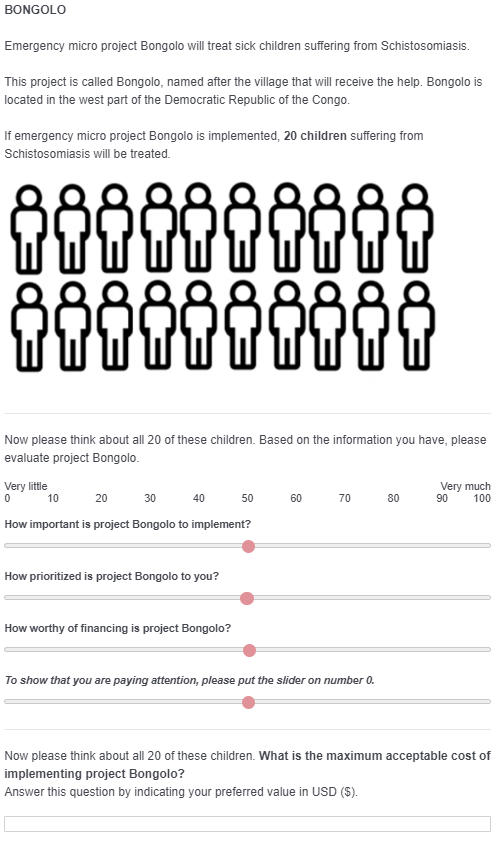 BONGOLO
Emergency micro project Bongolo will treat sick children suffering from Schistosomiasis.
This project is called Bongolo, named after the village that will receive the help. Bongolo is
located in the west part of the Democratic Republic of the Congo.
If emergency micro project Bongolo is implemented, 20 children suffering from
Schistosomiasis will be treated.
Now please think about all 20 of these children. Based on the information you have, please
evaluate project Bongolo.
Very little Very much
0 10 20 30 40 50 60 70 80 90 100
How important is project Bongolo to implement?
How prioritized is project Bongolo to you?
How worthy of financing is project Bongolo?
To show that you are paying attention, please put the slider on number 0.
Now please think about all 20 of these children. What is the maximum acceptable cost of
implementing project Bongolo?
Answer this question by indicating your preferred value in USD ($).